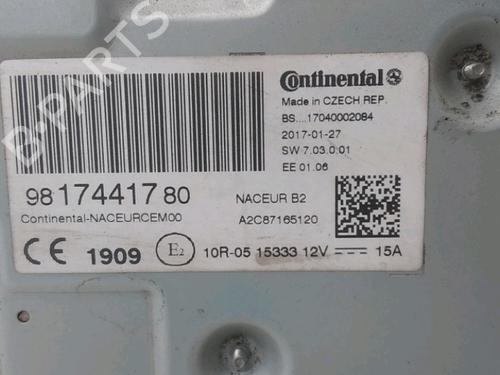 B-PARTS
Continental
Made in CZECH REP.
BS....17040002084
2017-01-27
SW 7.03.0.01
EE 01.06
98 174417 80
Continental-NACEURCEM00
NACEUR B2
A2C87165120
CE 1909 E2 10R-05 15333 12V 15A